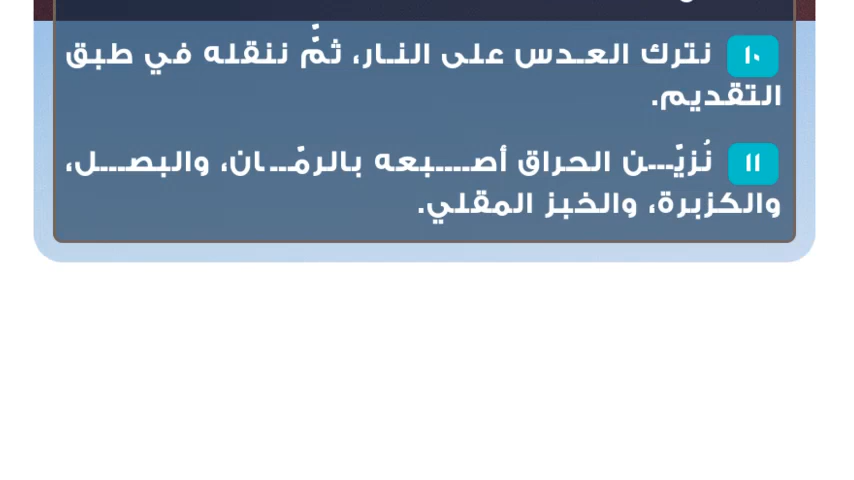 ١٠ نترك العدس على النار، ثمَّ ننقله في طبق
التقديم.
١١ نُزيّن الحراق أصبعه بالرمّان، والبصل،
والكزبرة، والخبز المقلي.